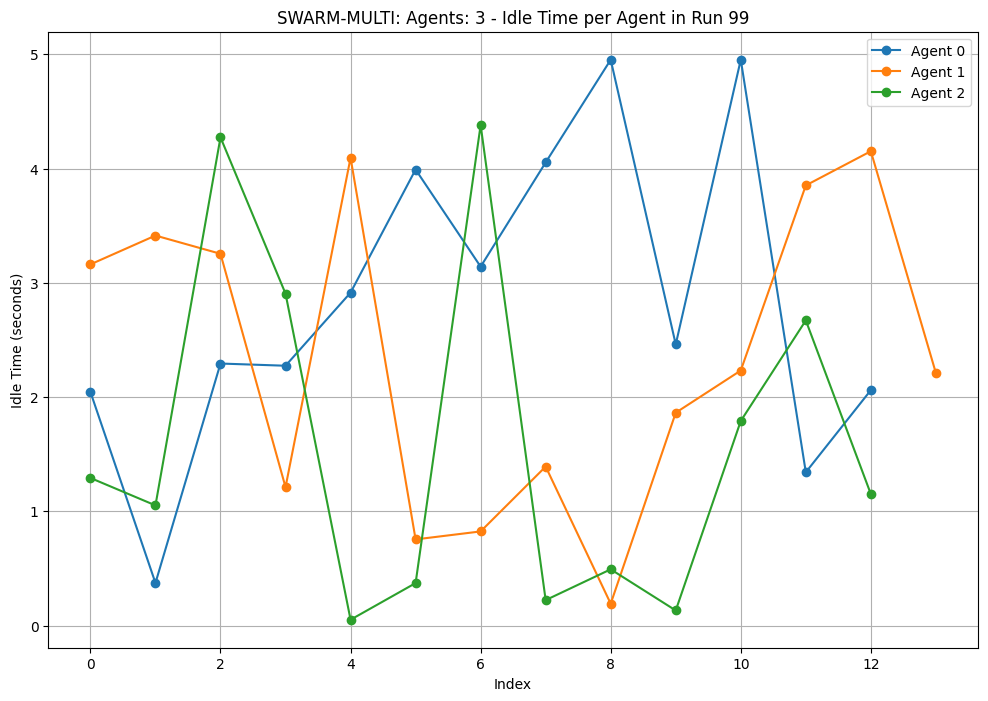 SWARM-MULTI: Agents: 3 - Idle Time per Agent in Run 99
Agent 0
Agent 1
Agent 2
Idle Time (seconds)
5
4
3
2
1
0
0 2 4 6 8 10 12
Index